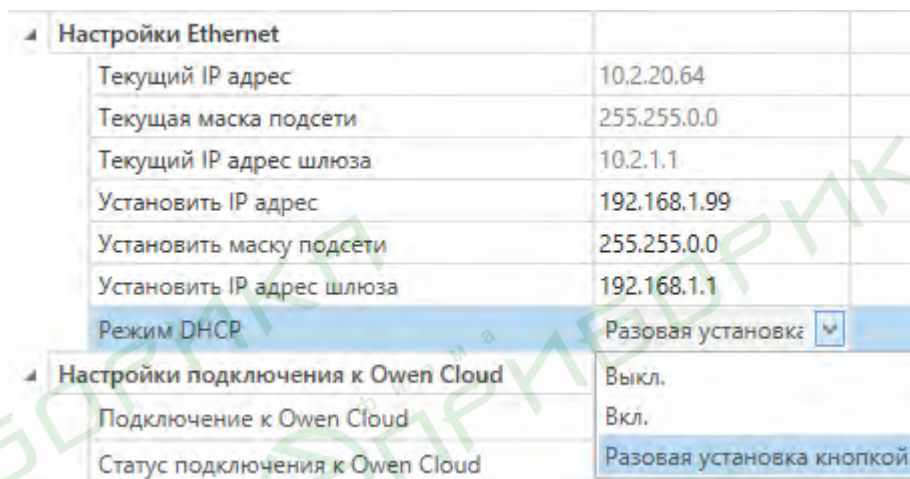 Настройки Ethernet
Текущий IP адрес 10.2.20.64
Текущая маска подсети 255.255.0.0
Текущий IP адрес шлюза 10.2.1.1
Установить IP адрес 192.168.1.99
Установить маску подсети 255.255.0.0
Установить IP адрес шлюза 192.168.1.1
Режим DHCP Разовая установка
Настройки подключения к Owen Cloud
Выкл.
Подключение к Owen Cloud
Вкл.
Статус подключения к Owen Cloud
Разовая установка кнопкой